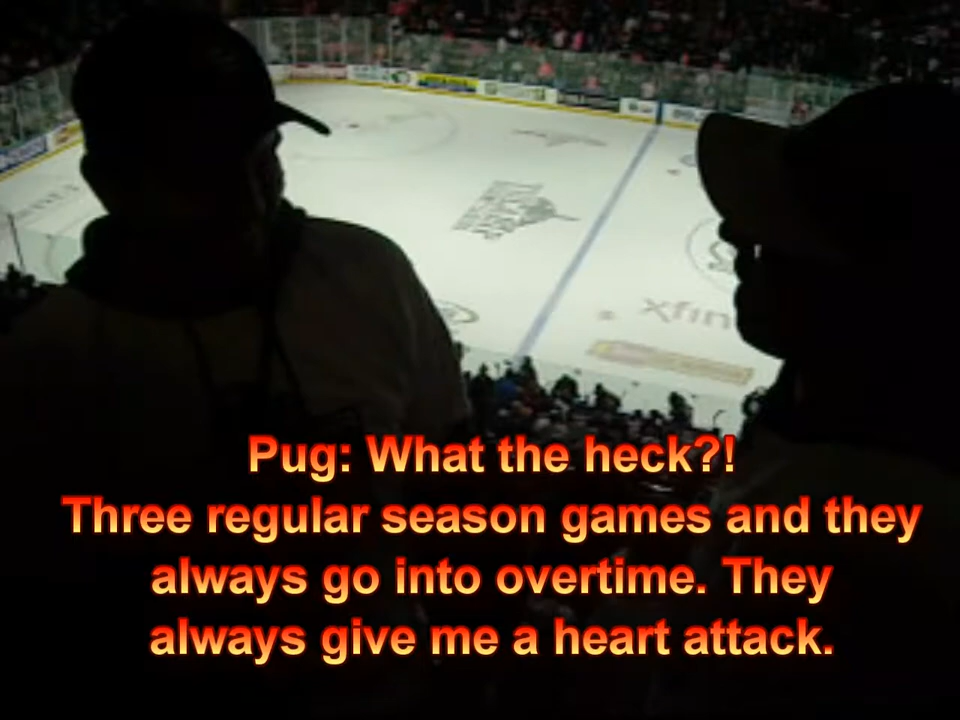 xfin
Pug: What the heck?!
Three regular season games and they
always go into overtime. They
always give me a heart attack.